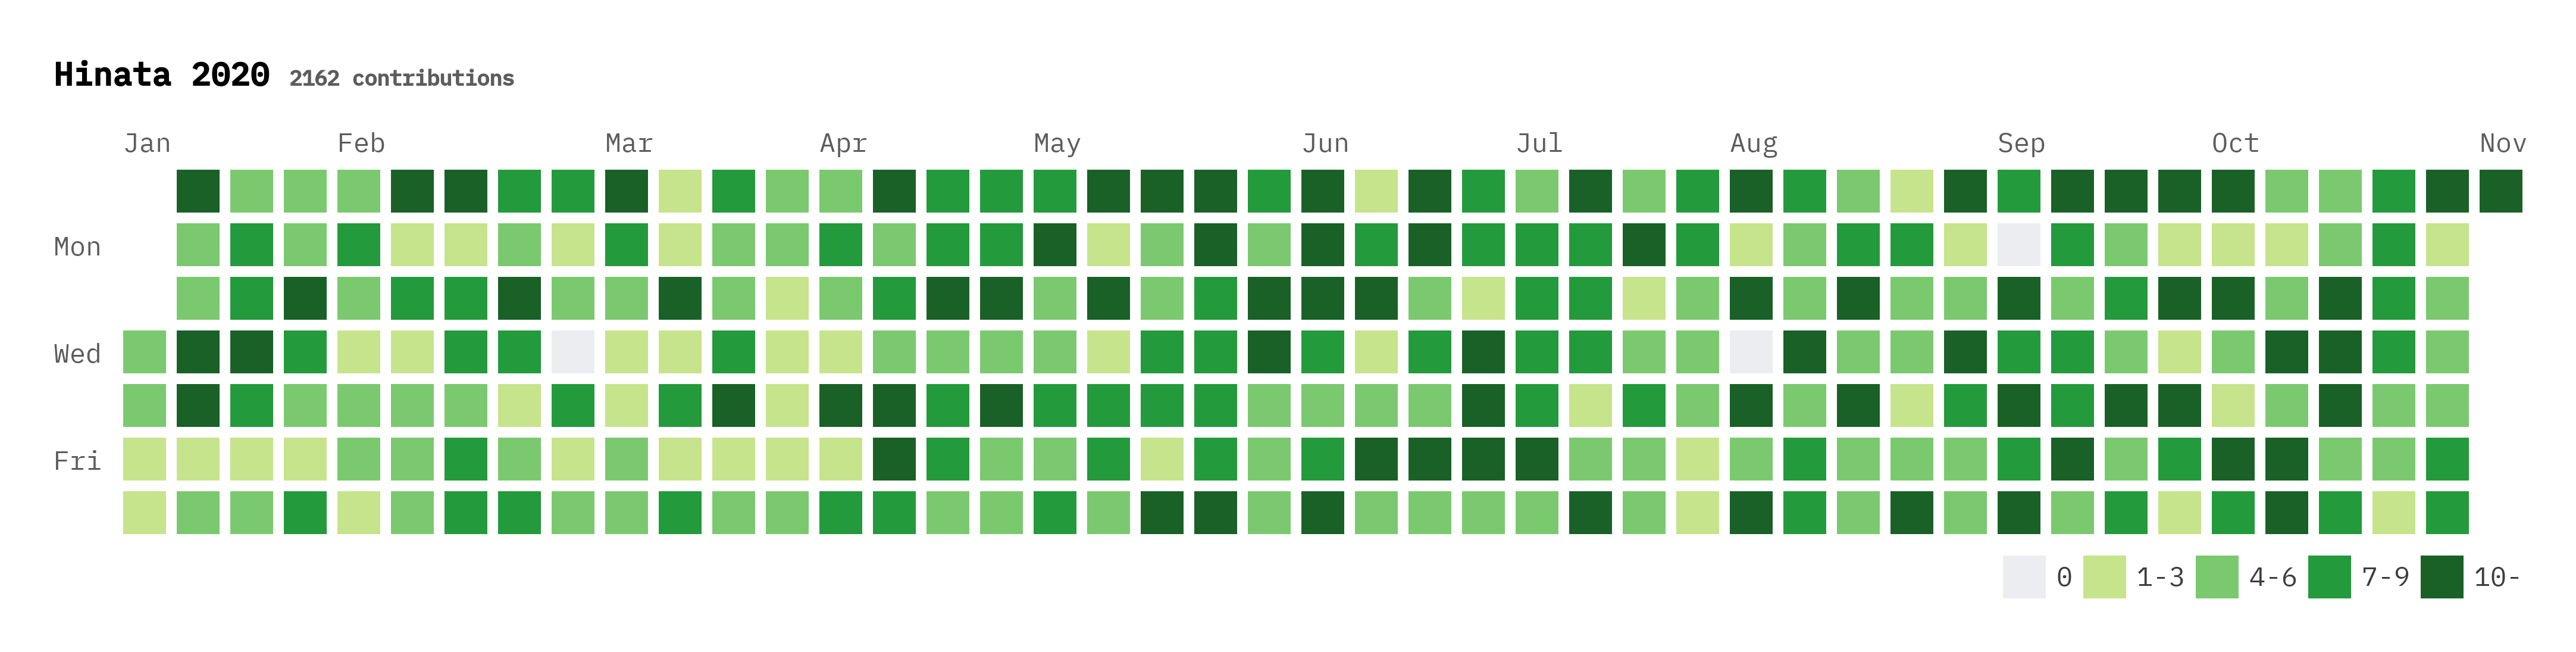 Hinata 2020 2162 contributions
Jan Feb Mar Apr May Jun Jul Aug Sep Oct Nov
Mon
Wed
Fri
0 1-3 4-6 7-9 10-